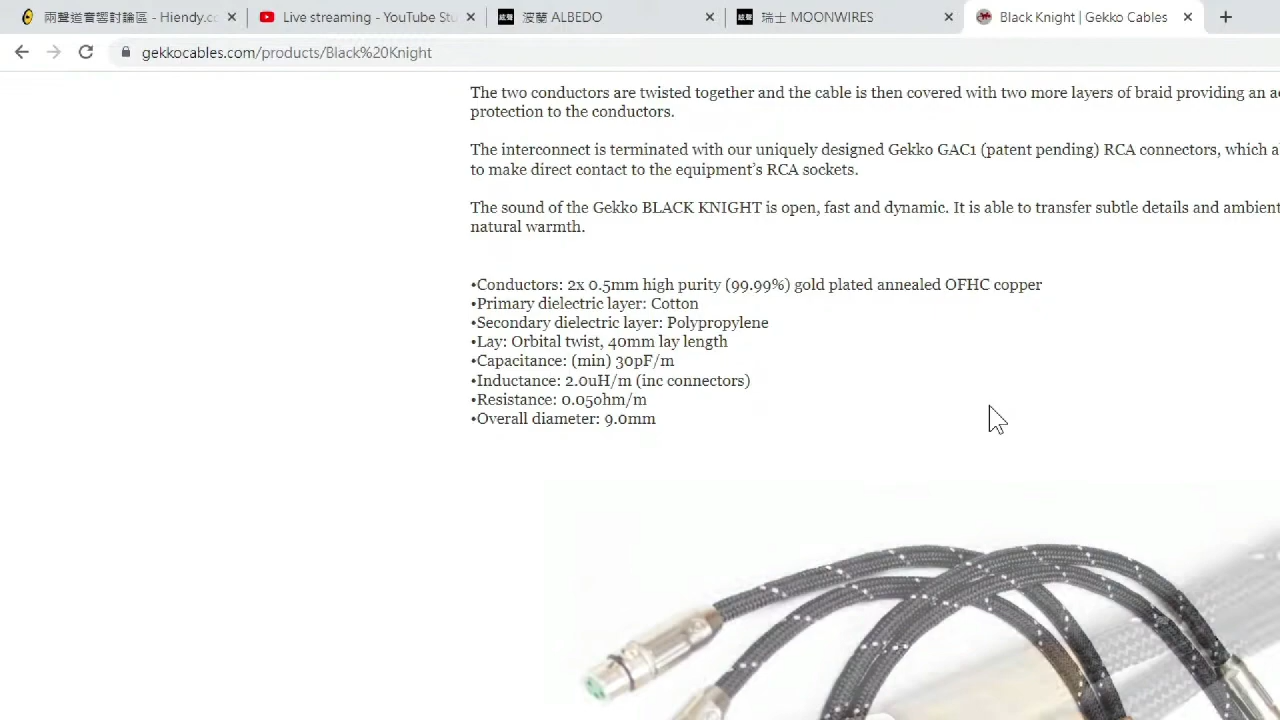 兩聲道音響討論區 - Hiendy.co
Live streaming - YouTube Stu
波蘭 ALBEDO
瑞士 MOONWIRES
Black Knight | Gekko Cables
gekkocables.com/products/Black%20Knight
The two conductors are twisted together and the cable is then covered with two more layers of braid providing an a
protection to the conductors.
The interconnect is terminated with our uniquely designed Gekko GAC1 (patent pending) RCA connectors, which a
to make direct contact to the equipment's RCA sockets.
The sound of the Gekko BLACK KNIGHT is open, fast and dynamic. It is able to transfer subtle details and ambient
natural warmth.
•Conductors: 2x 0.5mm high purity (99.99%) gold plated annealed OFHC copper
•Primary dielectric layer: Cotton
•Secondary dielectric layer: Polypropylene
•Lay: Orbital twist, 40mm lay length
•Capacitance: (min) 30pF/m
•Inductance: 2.0uH/m (inc connectors)
•Resistance: 0.05ohm/m
•Overall diameter: 9.0mm